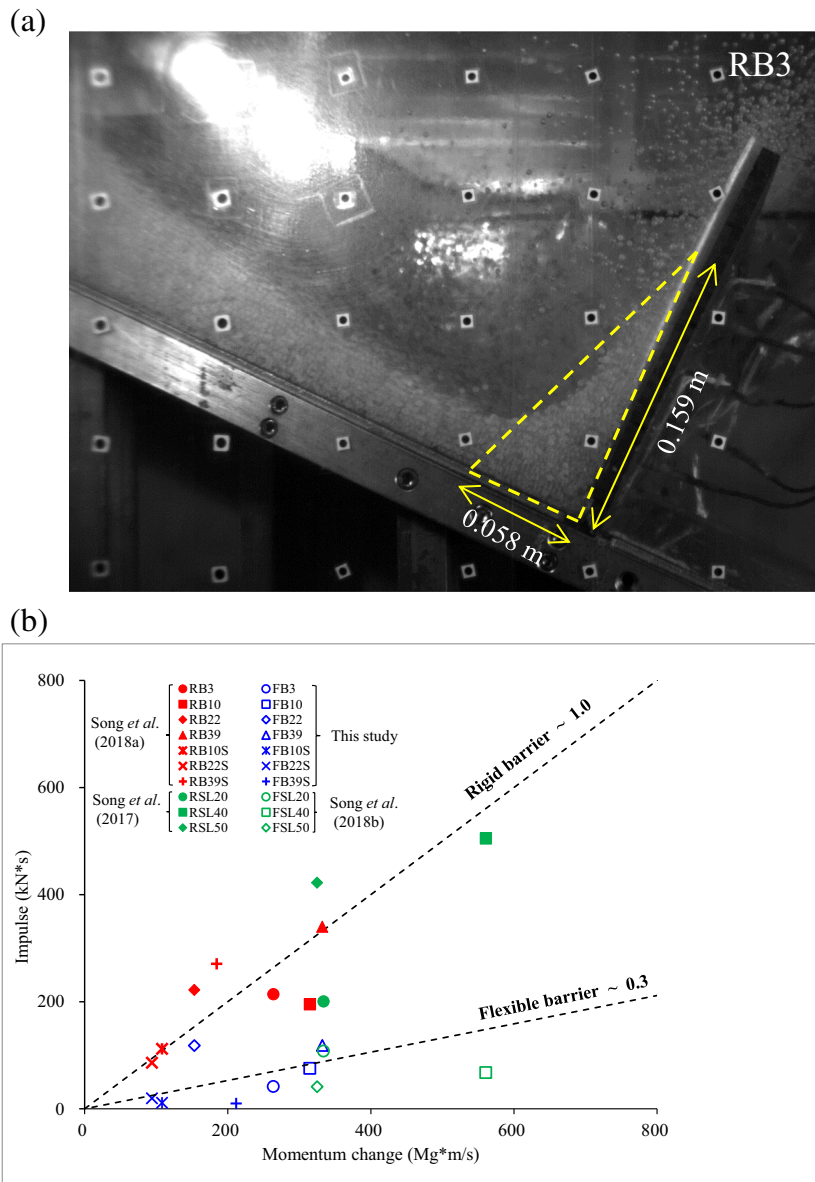 (a)
RB3
0.159 m
0.058 m
(b)
800
600
400
200
0
Impulse (kN*s)
0
200
400
600
800
Momentum change (Mg*m/s)
Song et al.
(2018a)
RB3
RB10
RB22
RB39
RB10S
RB22S
RB39S
FB3
FB10
FB22
FB39
FB10S
FB22S
FB39S
This study
Song et al.
(2017)
RSL20
RSL40
RSL50
FSL20
FSL40
FSL50
Song et al.
(2018b)
Rigid barrier ~ 1.0
Flexible barrier ~ 0.3